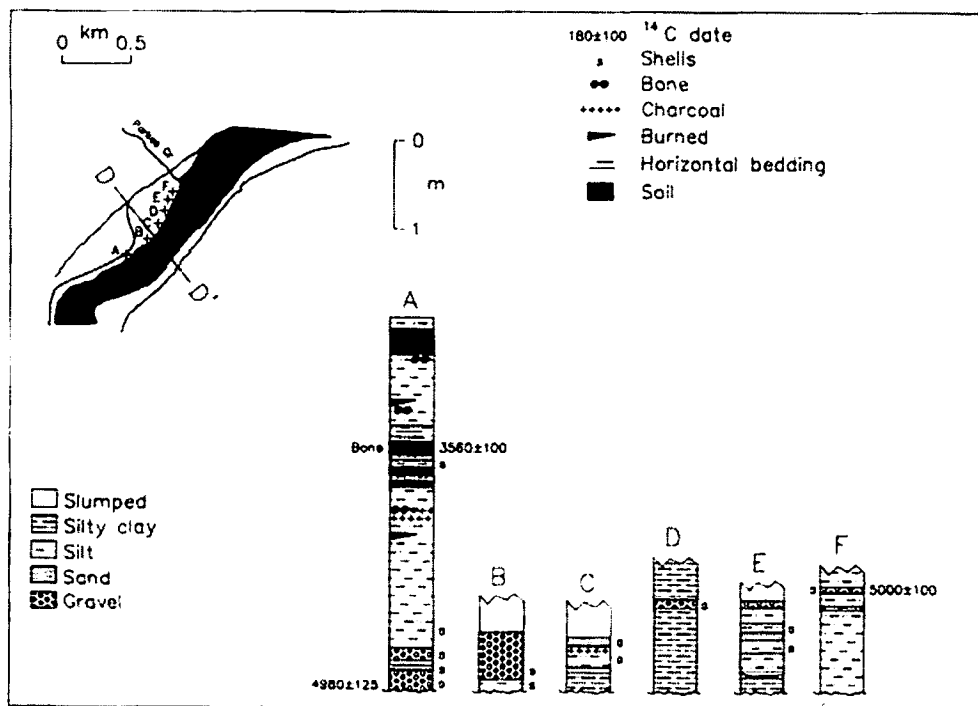 km
0 0.5
180±100 ¹⁴C date
s Shells
Bone
Charcoal
Burned
Horizontal bedding
Soil
0
m
1
Cr
D
F
E
D
C
B
A
D'
A
Bone 3560±100
s
Slumped
Silty clay
Silt
Sand
Gravel
B
C
D
E
F
s 5000±100
s
s
s
s
s
s
s
s
s
s
4980±125 s
s